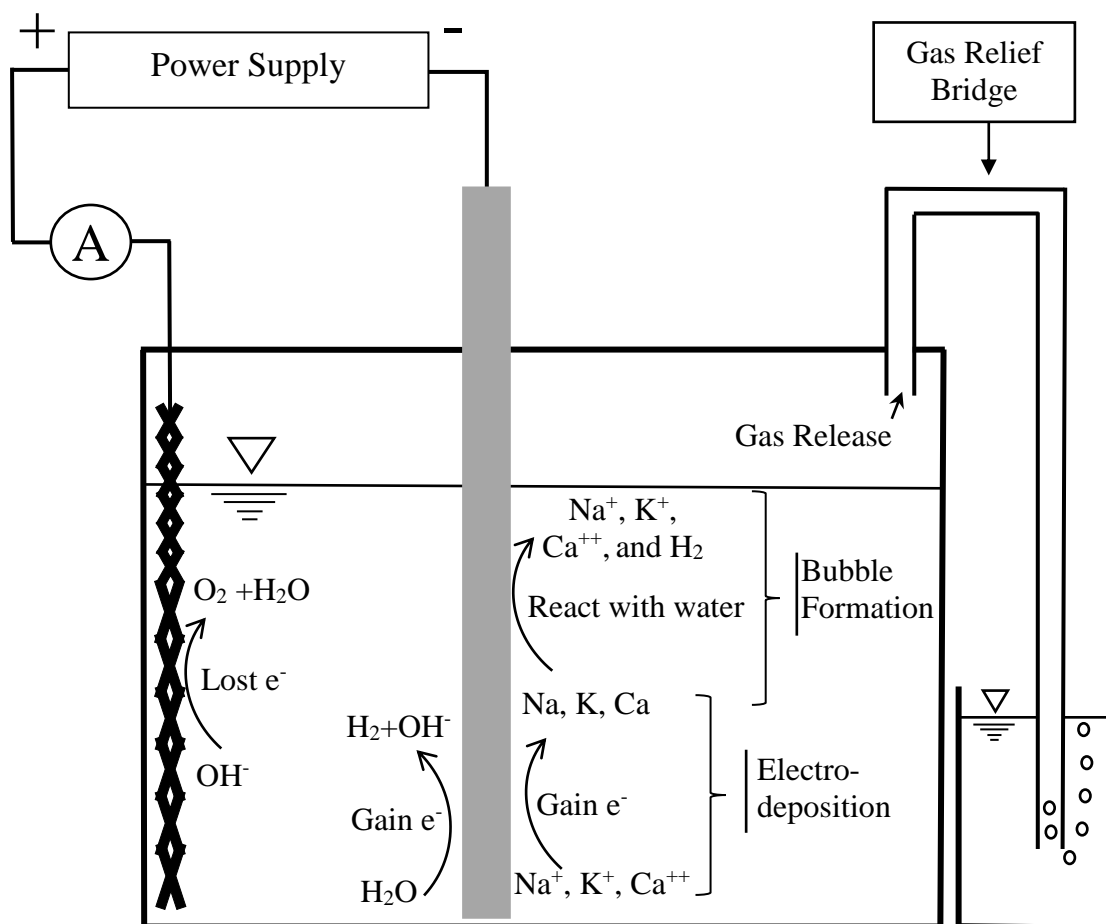 +
-
Power Supply
Gas Relief
Bridge
A
Gas Release
Na⁺, K⁺,
Ca⁺⁺, and H₂
Bubble
Formation
O₂ +H₂O
React with water
Lost e⁻
Na, K, Ca
H₂+OH⁻
OH⁻
Electro-
deposition
Gain e⁻
Gain e⁻
H₂O
Na⁺, K⁺, Ca⁺⁺